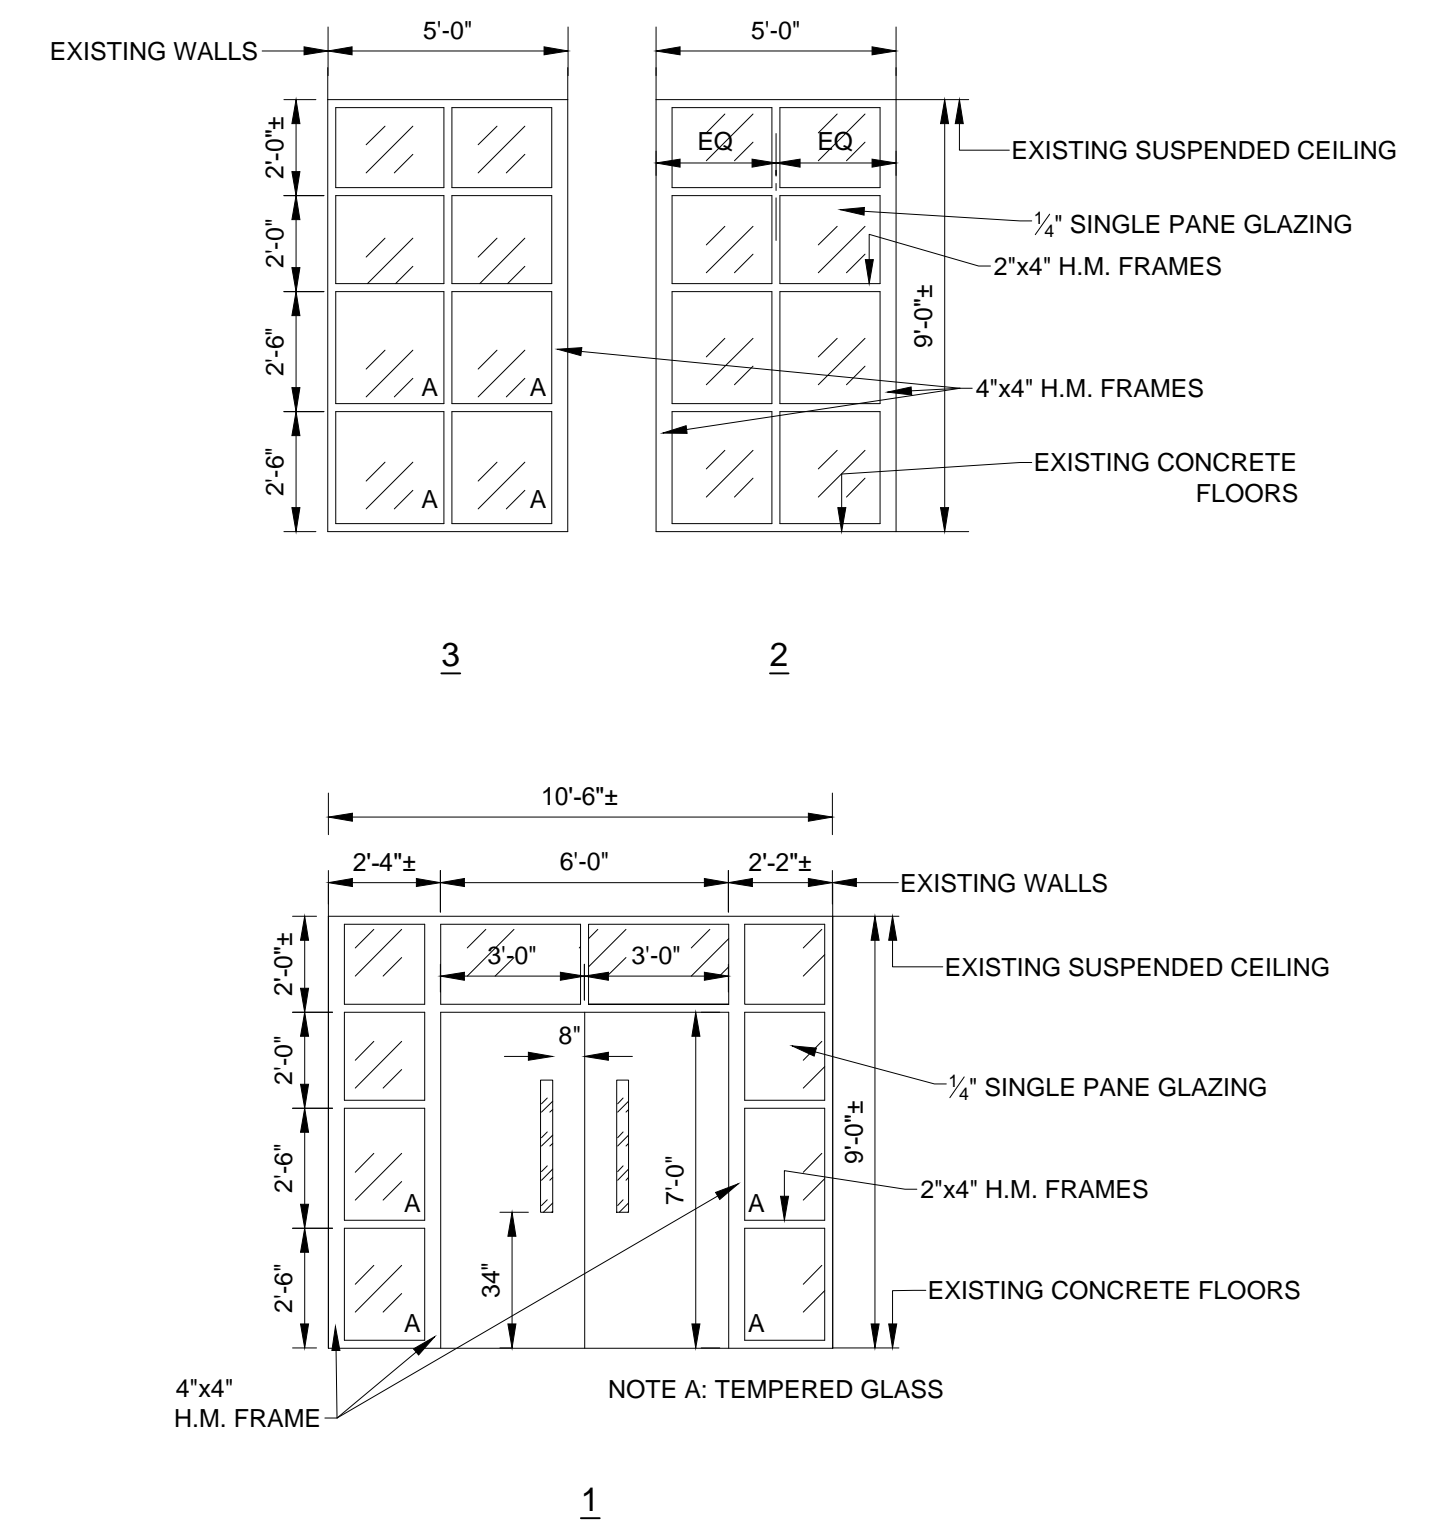 5'-0"
5'-0"
EXISTING WALLS
2'-0"±
EQ
EQ
EXISTING SUSPENDED CEILING
2'-0"
1/4" SINGLE PANE GLAZING
2"x4" H.M. FRAMES
9'-0"±
2'-6"
A
A
4"x4" H.M. FRAMES
2'-6"
A
A
EXISTING CONCRETE
FLOORS
3
2
10'-6"±
2'-4"±
6'-0"
2'-2"±
EXISTING WALLS
2'-0"±
3'-0"
3'-0"
EXISTING SUSPENDED CEILING
2'-0"
8"
1/4" SINGLE PANE GLAZING
9'-0"±
2'-6"
A
7'-0"
A
2"x4" H.M. FRAMES
2'-6"
A
34"
A
EXISTING CONCRETE FLOORS
4"x4"
H.M. FRAME
NOTE A: TEMPERED GLASS
1